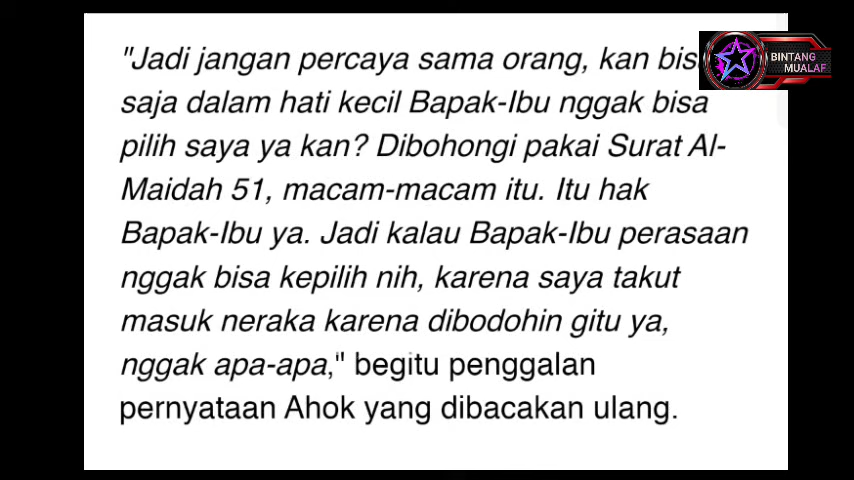 "Jadi jangan percaya sama orang, kan
saja dalam hati kecil Bapak-Ibu nggak bisa
pilih saya ya kan? Dibohongi pakai Surat Al-
Maidah 51, macam-macam itu. Itu hak
Bapak-Ibu ya. Jadi kalau Bapak-Ibu perasaan
nggak bisa kepilih nih, karena saya takut
masuk neraka karena dibodohin gitu ya,
nggak apa-apa," begitu penggalan
pernyataan Ahok yang dibacakan ulang.
BINTANG
MUALAF